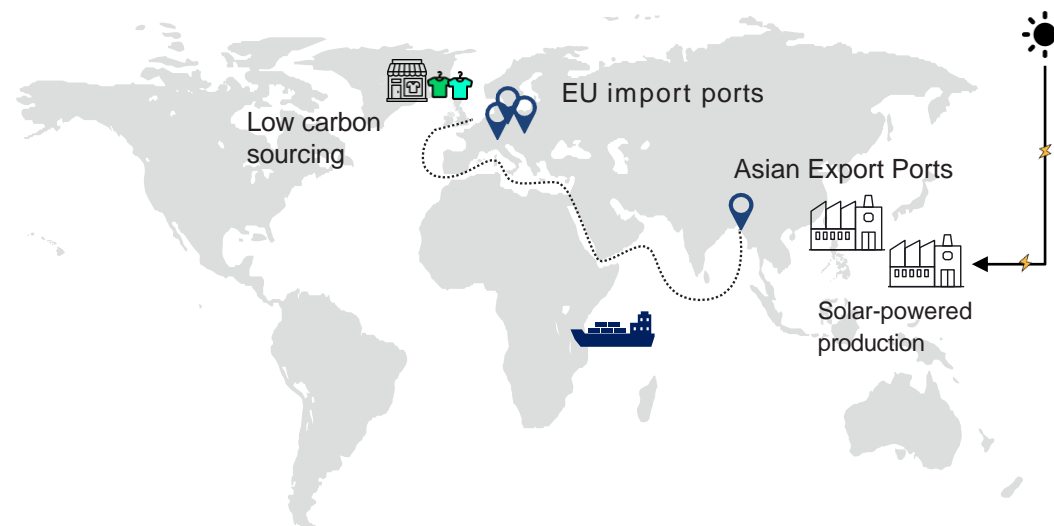 EU import ports
Low carbon
sourcing
Asian Export Ports
Solar-powered
production